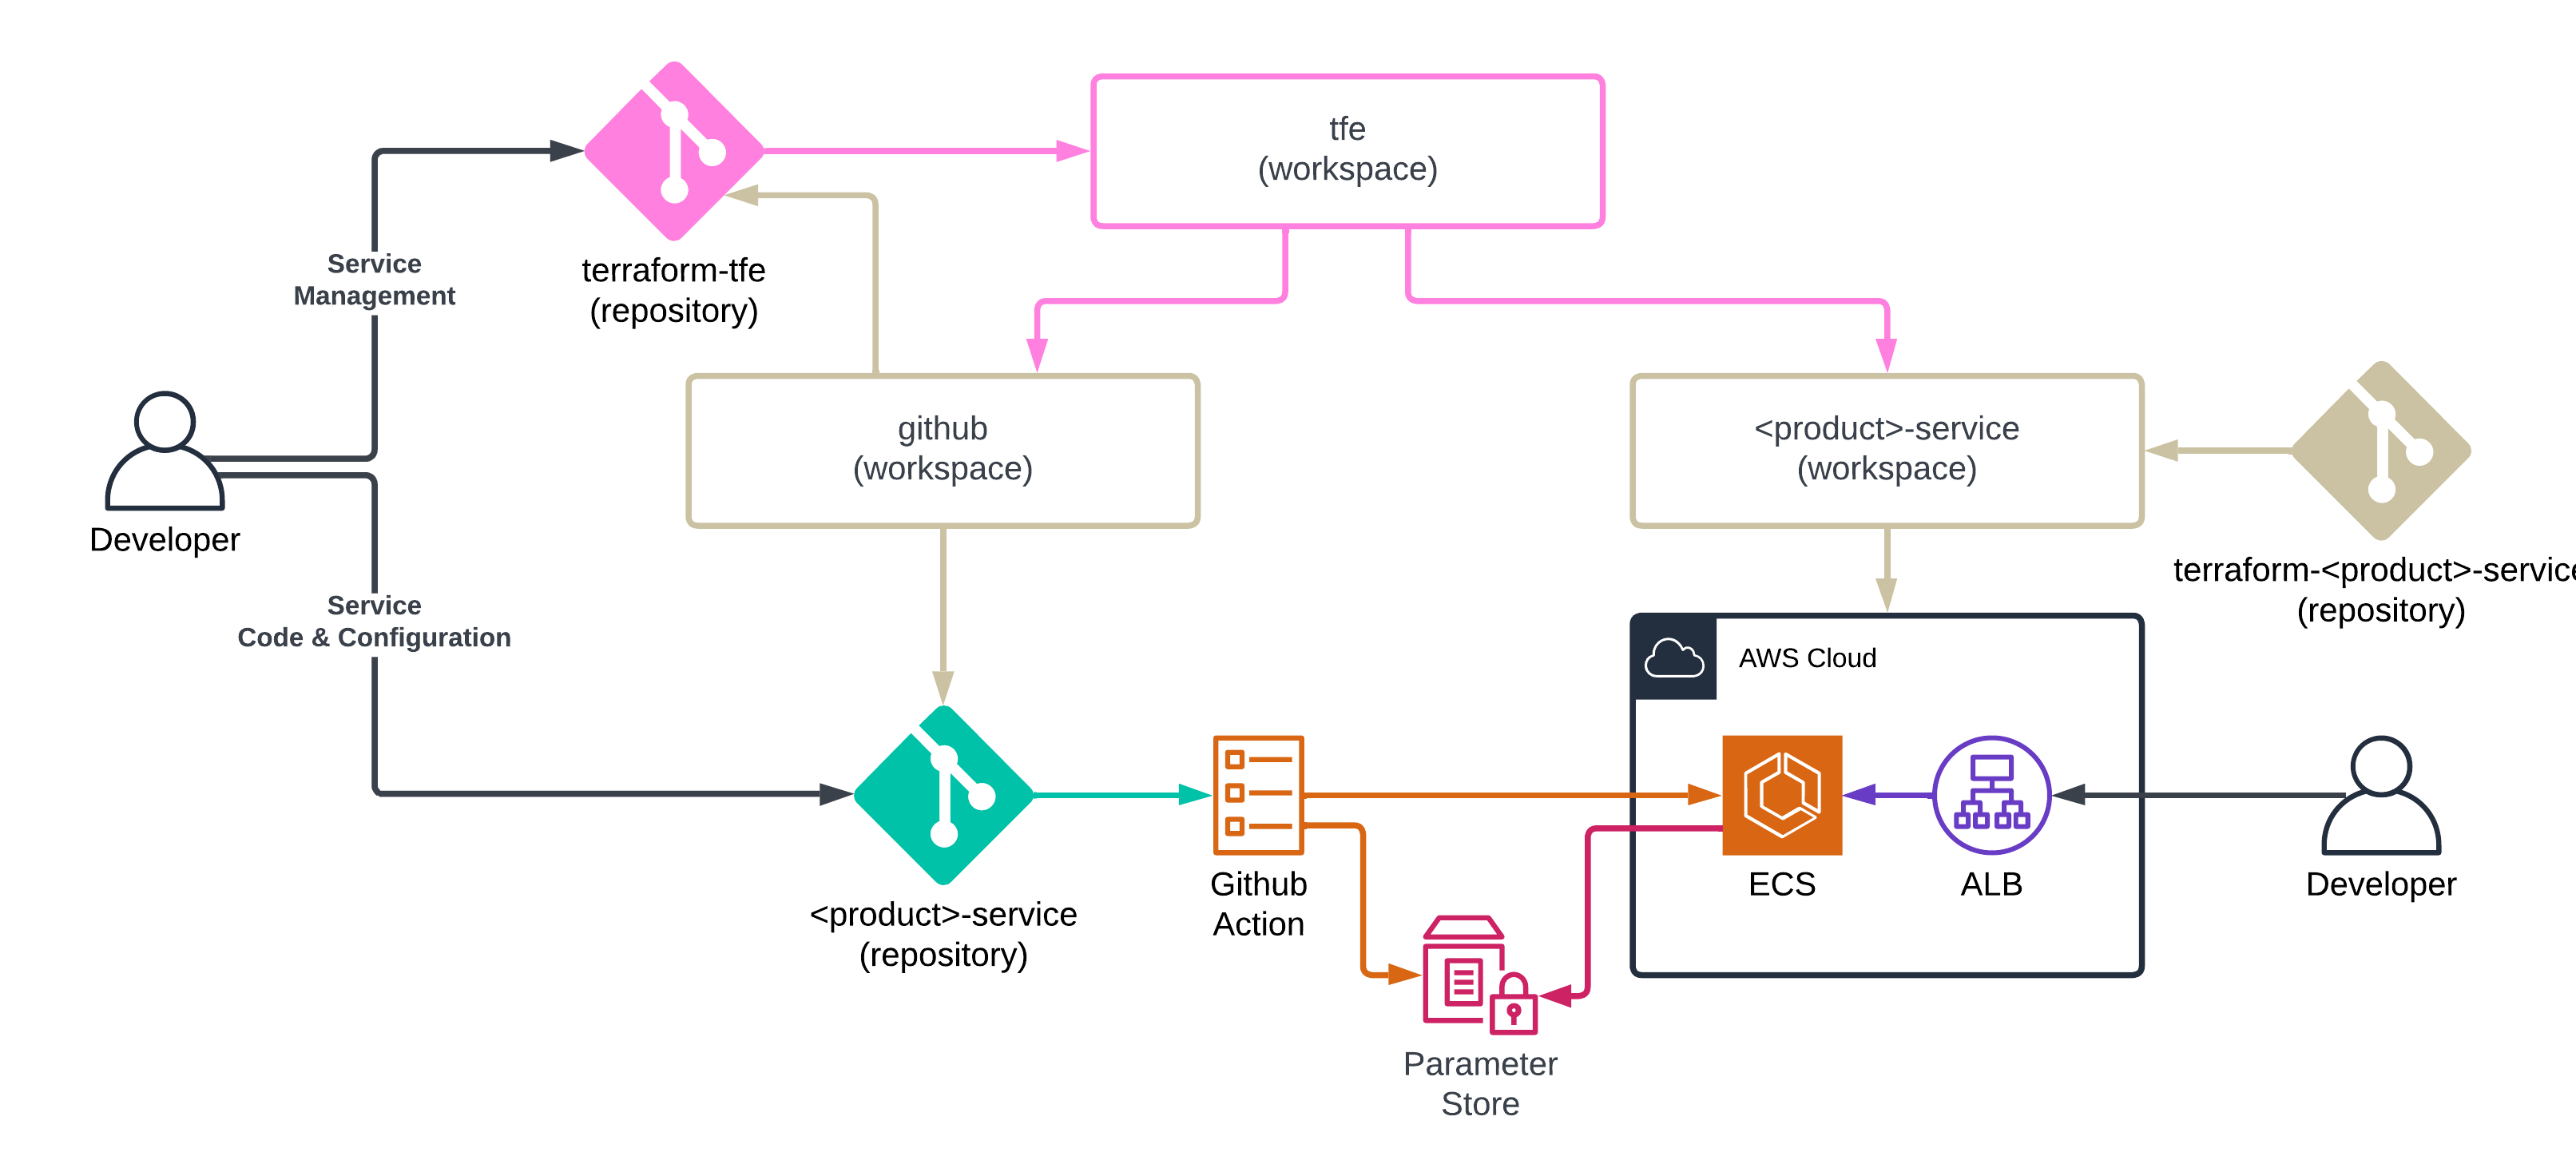 tfe
(workspace)
terraform-tfe
(repository)
Service
Management
github
(workspace)
<product>-service
(workspace)
Developer
terraform-<product>-service
(repository)
Service
Code & Configuration
AWS Cloud
<product>-service
(repository)
Github
Action
ECS
ALB
Developer
Parameter
Store